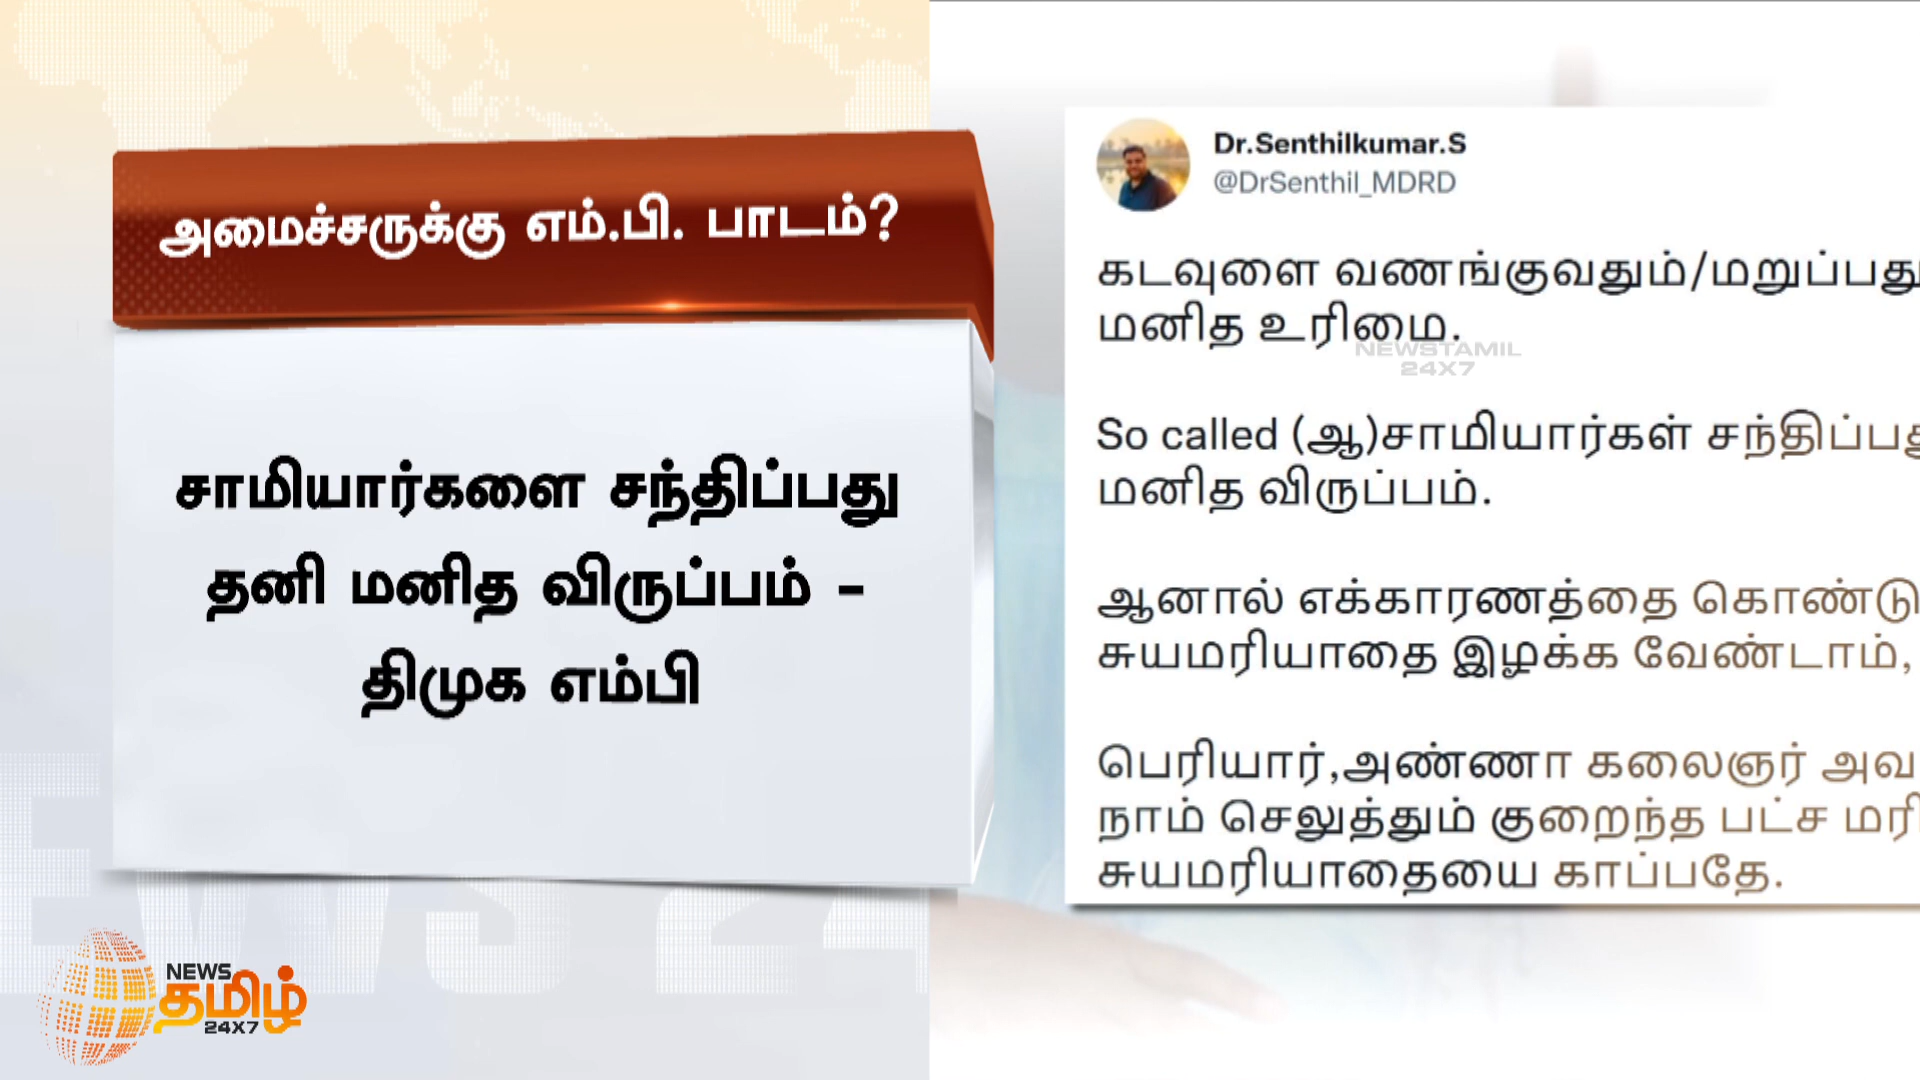 அமைச்சருக்கு எம்.பி. பாடம்?
சாமியார்களை சந்திப்பது
தனி மனித விருப்பம் -
திமுக எம்பி
Dr.Senthilkumar.S
@DrSenthil_MDRD
கடவுளை வணங்குவதும்/மறுப்பது
மனித உரிமை.
So called (ஆ)சாமியார்கள் சந்திப்பது
மனித விருப்பம்.
ஆனால் எக்காரணத்தை கொண்டு
சுயமரியாதை இழக்க வேண்டாம்,
பெரியார்,அண்ணா கலைஞர் அவ
நாம் செலுத்தும் குறைந்த பட்ச மரி
சுயமரியாதையை காப்பதே.
NEWSTAMIL
24X7
NEWS
தமிழ்
24X7